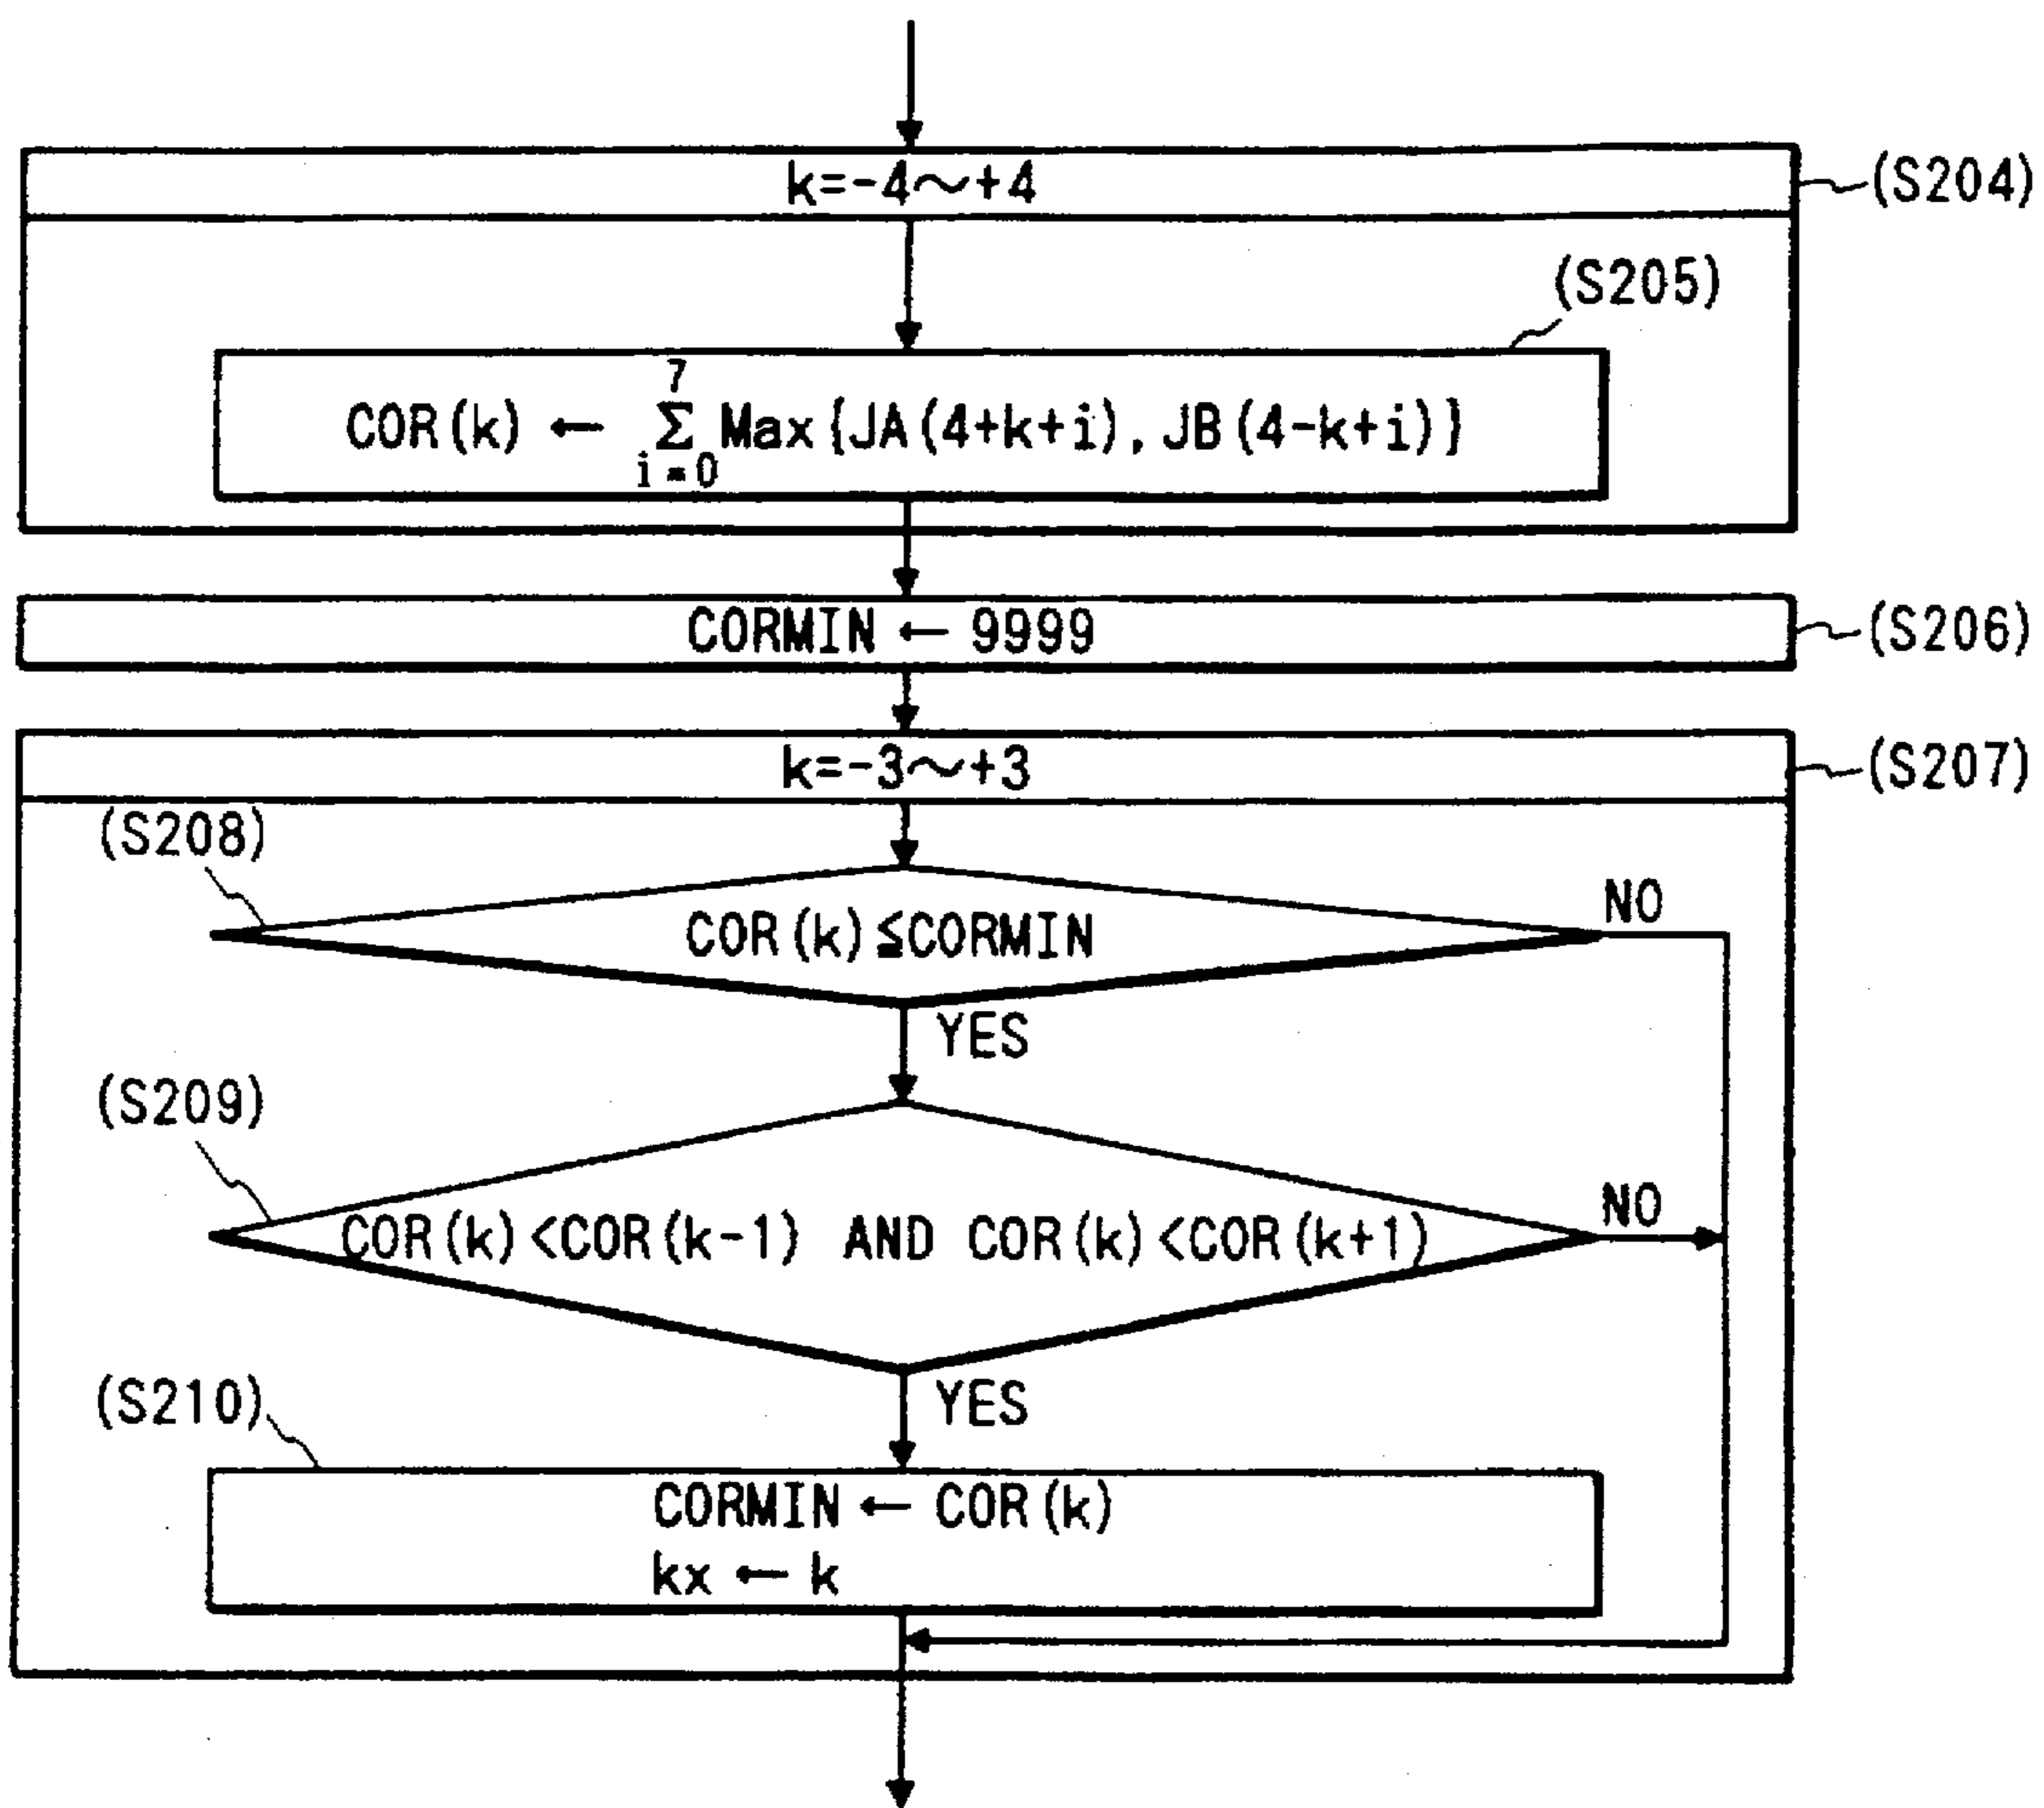 k=-4～+4
(S204)
(S205)
COR(k) ← 7 Σ i=0 Max{JA(4+k+i), JB(4-k+i)}
CORMIN ← 9999
(S206)
k=-3～+3
(S207)
(S208)
COR(k)≦CORMIN
NO
YES
(S209)
COR(k)<COR(k-1) AND COR(k)<COR(k+1)
NO
YES
(S210)
CORMIN ← COR(k)
kx ← k